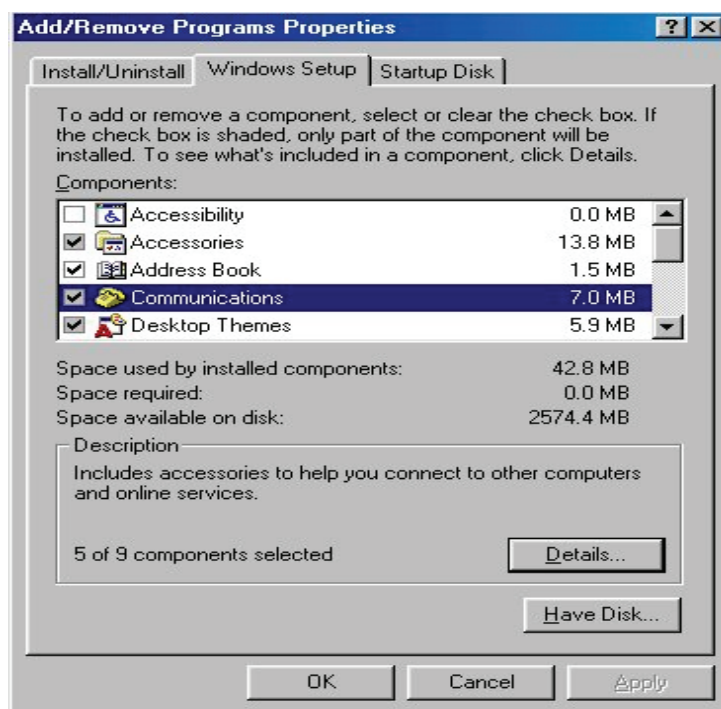 Add/Remove Programs Properties
Install/Uninstall Windows Setup Startup Disk
To add or remove a component, select or clear the check box. If
the check box is shaded, only part of the component will be
installed. To see what's included in a component, click Details.
Components:
Accessibility 0.0 MB
Accessories 13.8 MB
Address Book 1.5 MB
Communications 7.0 MB
Desktop Themes 5.9 MB
Space used by installed components: 42.8 MB
Space required: 0.0 MB
Space available on disk: 2574.4 MB
Description
Includes accessories to help you connect to other computers
and online services.
5 of 9 components selected Details...
Have Disk...
OK Cancel Apply